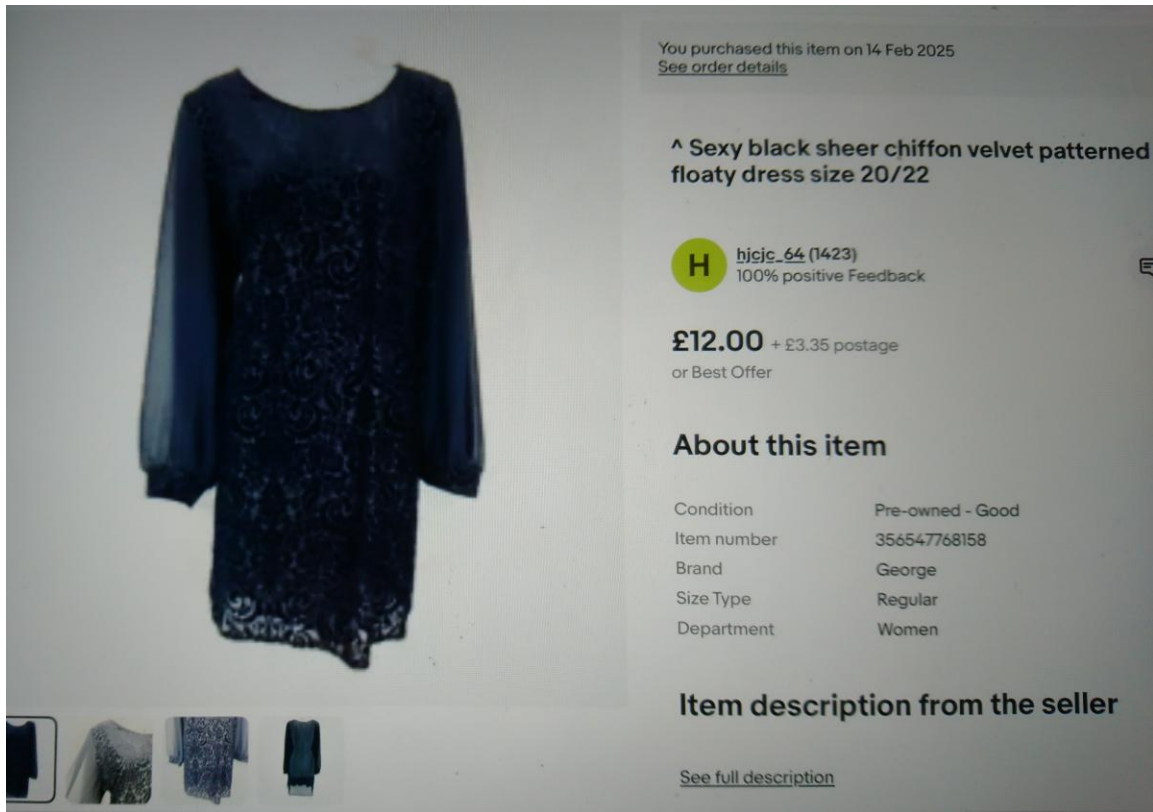 You purchased this item on 14 Feb 2025
See order details
^ Sexy black sheer chiffon velvet patterned
floaty dress size 20/22
H
hjcjc_64 (1423)
100% positive Feedback
£12.00 + £3.35 postage
or Best Offer
About this item
Condition Pre-owned - Good
Item number 356547768158
Brand George
Size Type Regular
Department Women
Item description from the seller
See full description